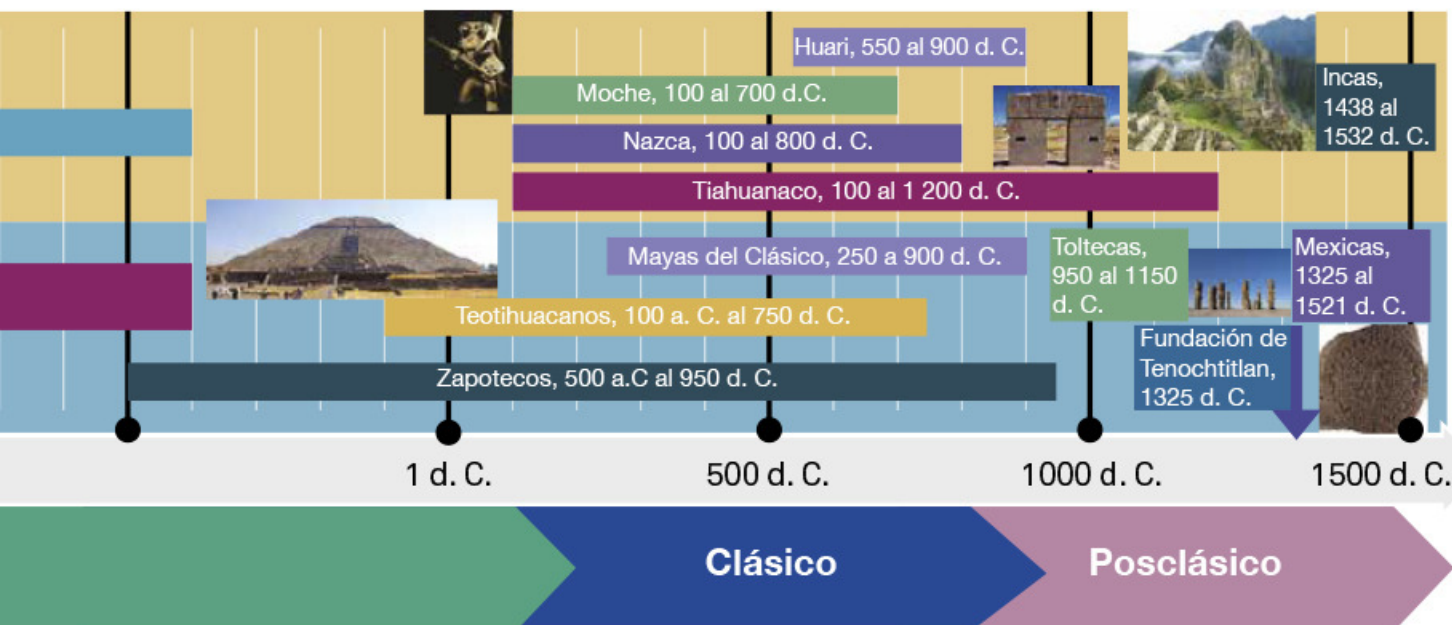 Huari, 550 al 900 d. C.
Moche, 100 al 700 d.C.
Incas,
1438 al
1532 d. C.
Nazca, 100 al 800 d. C.
Tiahuanaco, 100 al 1 200 d. C.
Mayas del Clásico, 250 a 900 d. C.
Toltecas,
950 al 1150
d. C.
Mexicas,
1325 al
1521 d. C.
Teotihuacanos, 100 a. C. al 750 d. C.
Fundación de
Tenochtitlan,
1325 d. C.
Zapotecos, 500 a.C al 950 d. C.
1 d. C.
500 d. C.
1000 d. C.
1500 d. C.
Clásico
Posclásico